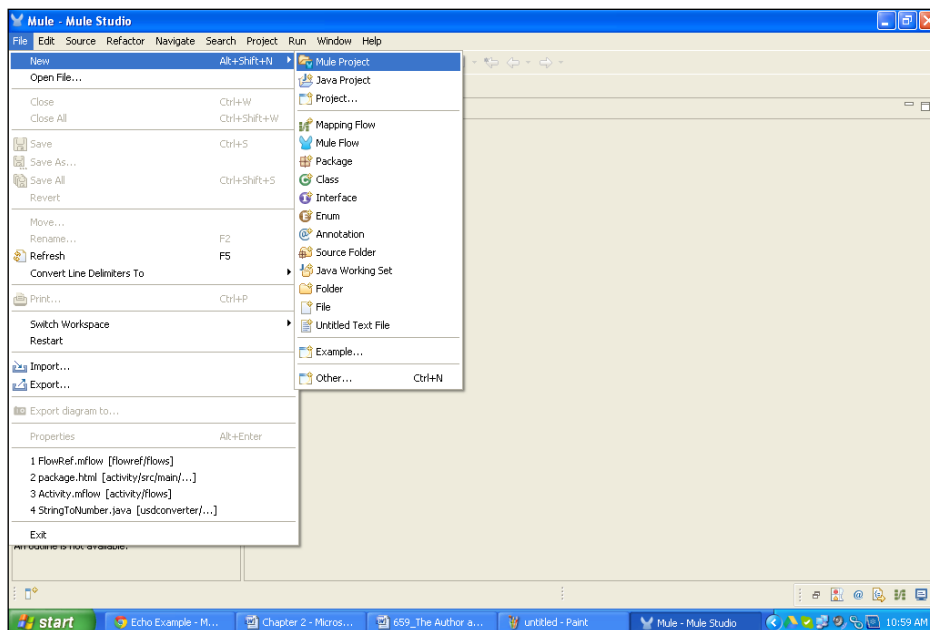 Mule - Mule Studio
File Edit Source Refactor Navigate Search Project Run Window Help
New Alt+Shift+N
Open File...
Close Ctrl+W
Close All Ctrl+Shift+W
Save Ctrl+S
Save As...
Save All Ctrl+Shift+S
Revert
Move...
Rename... F2
Refresh F5
Convert Line Delimiters To
Print... Ctrl+P
Switch Workspace
Restart
Import...
Export...
Export diagram to...
Properties Alt+Enter
1 FlowRef.mflow [flowref/flows]
2 package.html [activity/src/main/...]
3 Activity.mflow [activity/flows]
4 StringToNumber.java [usdconverter/...]
Exit
Mule Project
Java Project
Project...
Mapping Flow
Mule Flow
Package
Class
Interface
Enum
Annotation
Source Folder
Java Working Set
Folder
File
Untitled Text File
Example...
Other... Ctrl+N
An outline is not available.
start
Echo Example - M...
Chapter 2 - Micros...
659_The Author a...
untitled - Paint
Mule - Mule Studio
10:59 AM